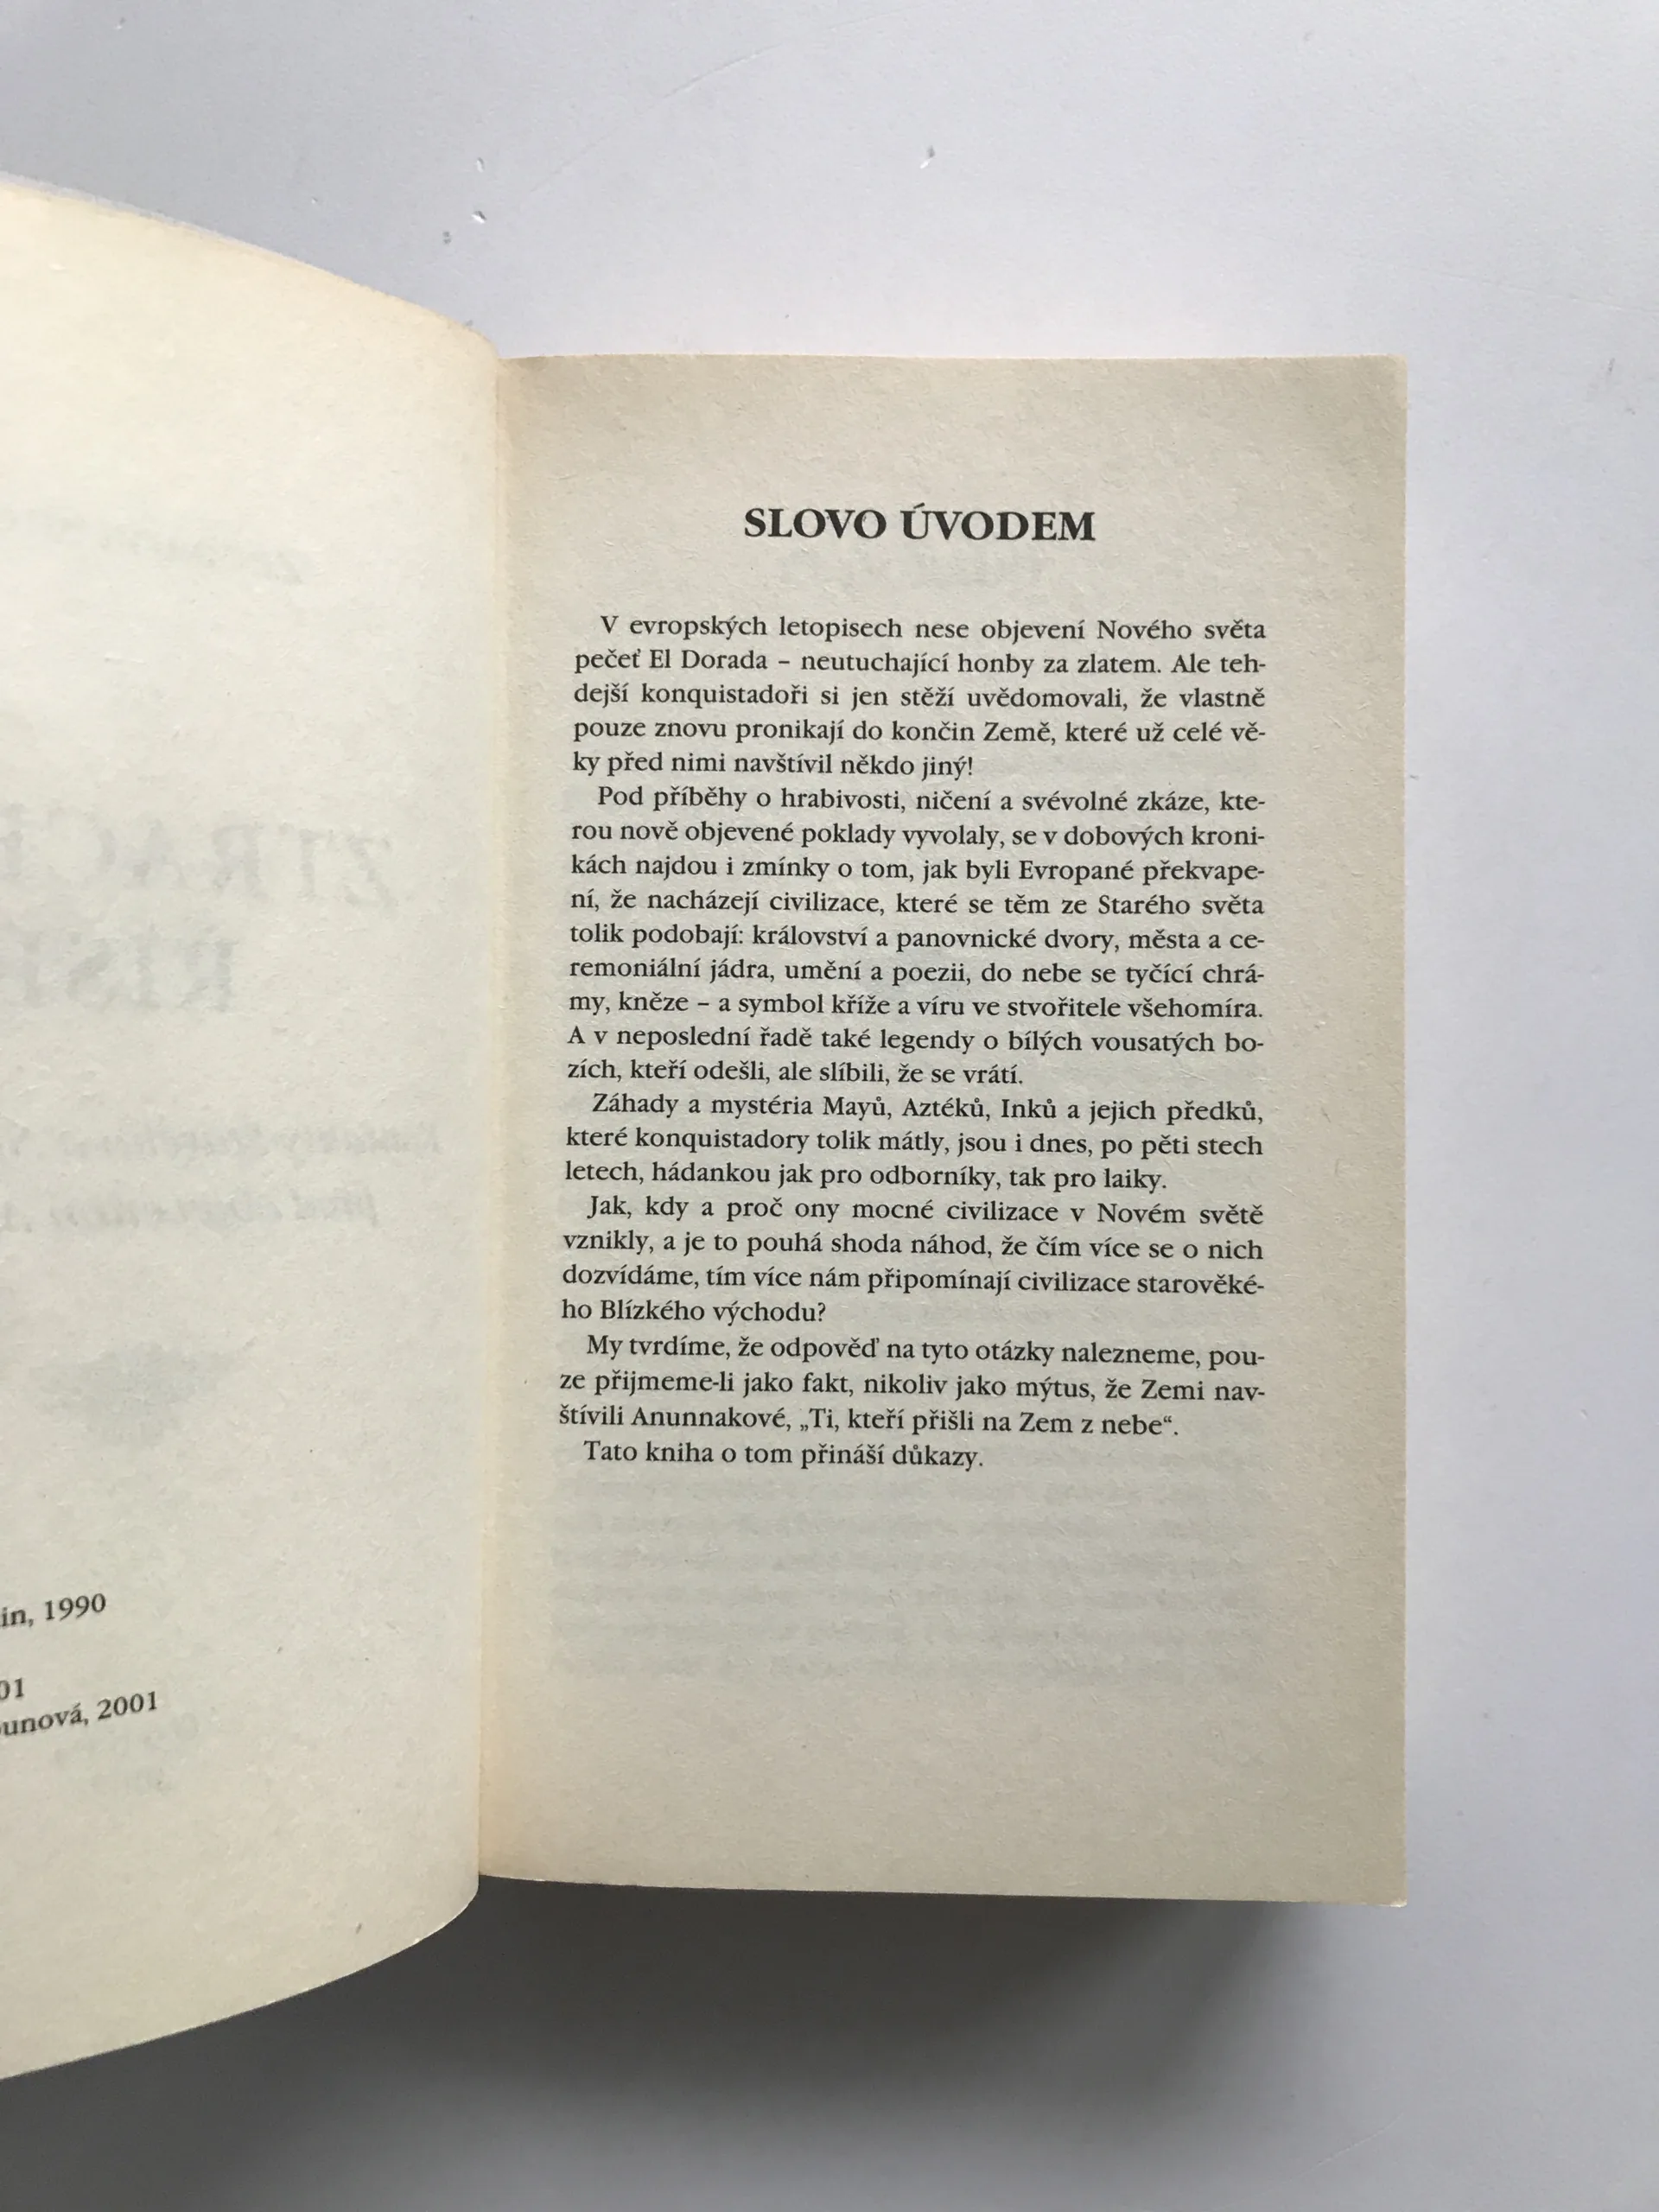 in, 1990
01
unová, 2001
SLOVO ÚVODEM
V evropských letopisech nese objevení Nového světa
pečeť El Dorada – neutuchající honby za zlatem. Ale teh-
dejší konquistadoři si jen stěží uvědomovali, že vlastně
pouze znovu pronikají do končin Země, které už celé vě-
ky před nimi navštívil někdo jiný!
Pod příběhy o hrabivosti, ničení a svévolné zkáze, kte-
rou nově objevené poklady vyvolaly, se v dobových kroni-
kách najdou i zmínky o tom, jak byli Evropané překvape-
ní, že nacházejí civilizace, které se těm ze Starého světa
tolik podobají: království a panovnické dvory, města a ce-
remoniální jádra, umění a poezii, do nebe se tyčící chrá-
my, kněze – a symbol kříže a víru ve stvořitele všehomíra.
A v neposlední řadě také legendy o bílých vousatých bo-
zích, kteří odešli, ale slíbili, že se vrátí.
Záhady a mystéria Mayů, Aztéků, Inků a jejich předků,
které konquistadory tolik mátly, jsou i dnes, po pěti stech
letech, hádankou jak pro odborníky, tak pro laiky.
Jak, kdy a proč ony mocné civilizace v Novém světě
vznikly, a je to pouhá shoda náhod, že čím více se o nich
dozvídáme, tím více nám připomínají civilizace starověké-
ho Blízkého východu?
My tvrdíme, že odpověď na tyto otázky nalezneme, pou-
ze přijmeme-li jako fakt, nikoliv jako mýtus, že Zemi nav-
štívili Anunnakové, „Ti, kteří přišli na Zem z nebe“.
Tato kniha o tom přináší důkazy.